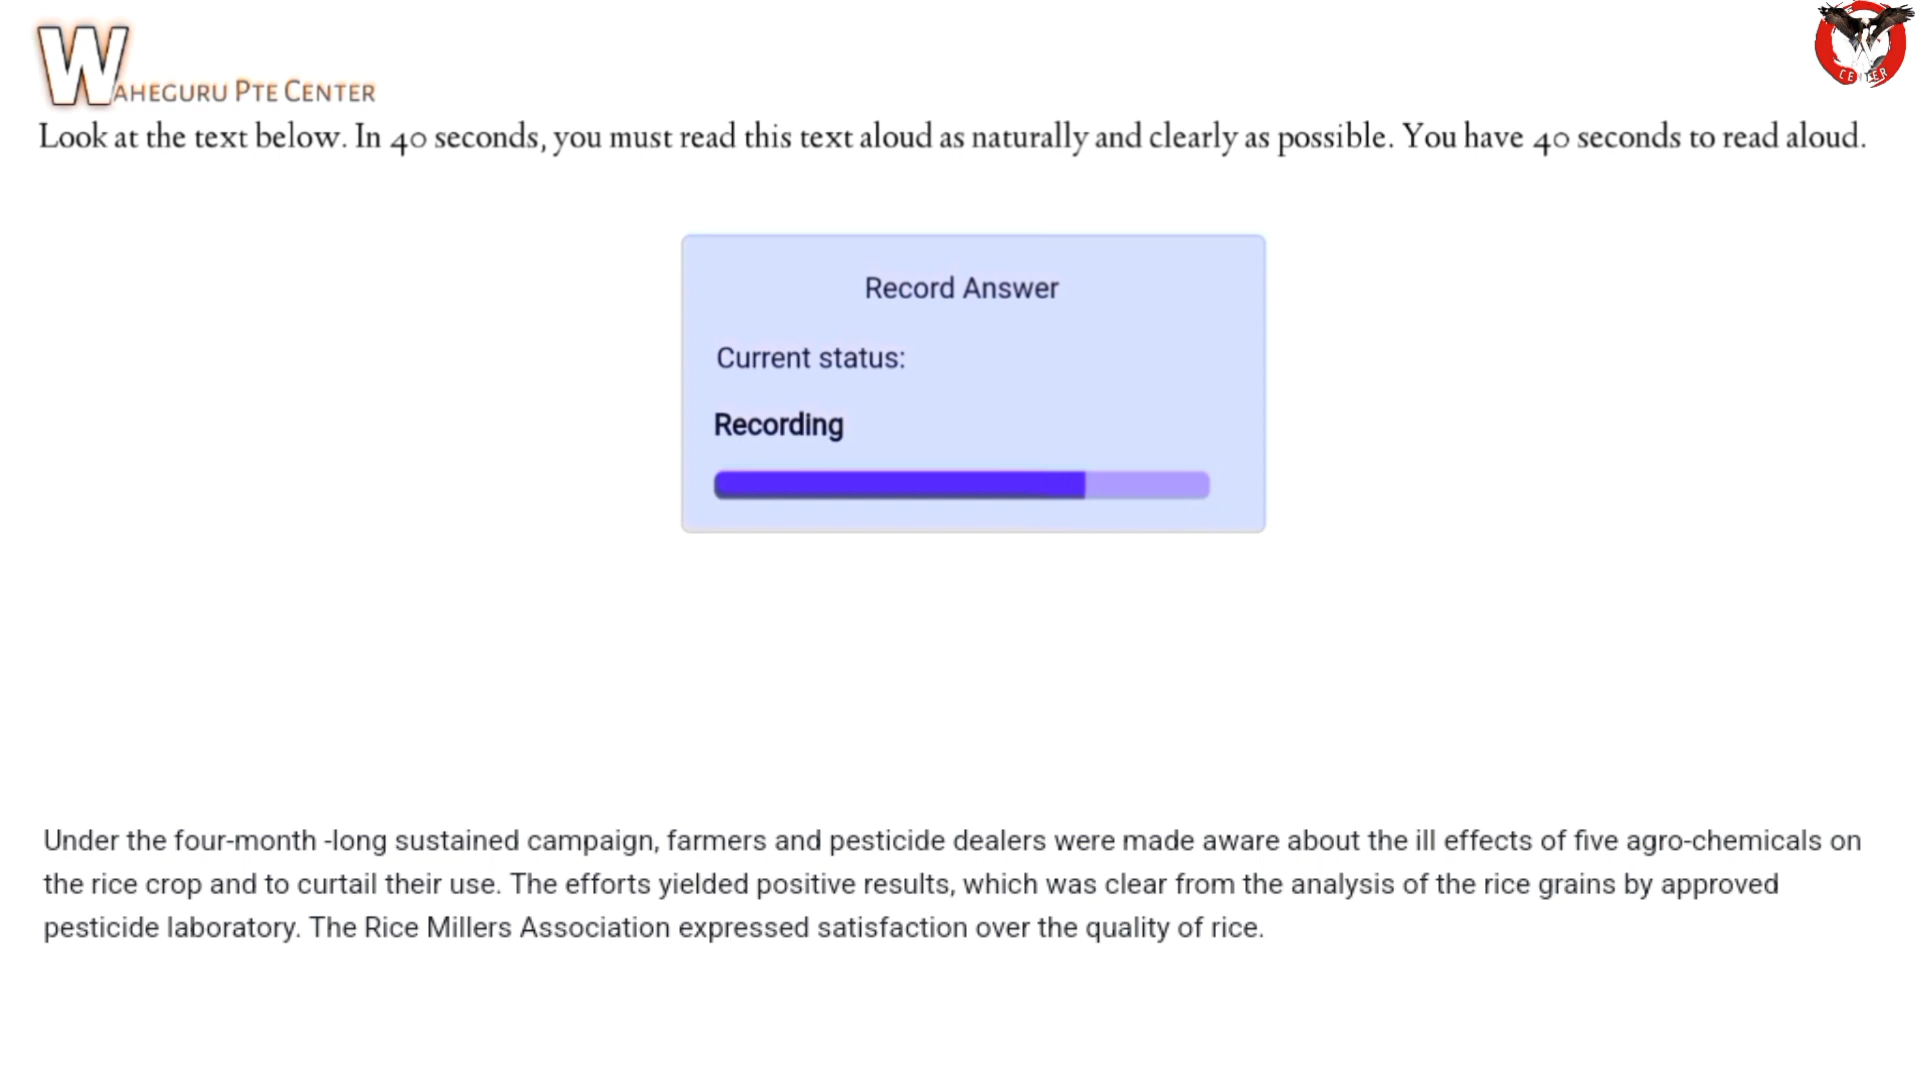 WAHEGURU PTE CENTER
CENTER
Look at the text below. In 40 seconds, you must read this text aloud as naturally and clearly as possible. You have 40 seconds to read aloud.
Record Answer
Current status:
Recording
Under the four-month -long sustained campaign, farmers and pesticide dealers were made aware about the ill effects of five agro-chemicals on
the rice crop and to curtail their use. The efforts yielded positive results, which was clear from the analysis of the rice grains by approved
pesticide laboratory. The Rice Millers Association expressed satisfaction over the quality of rice.